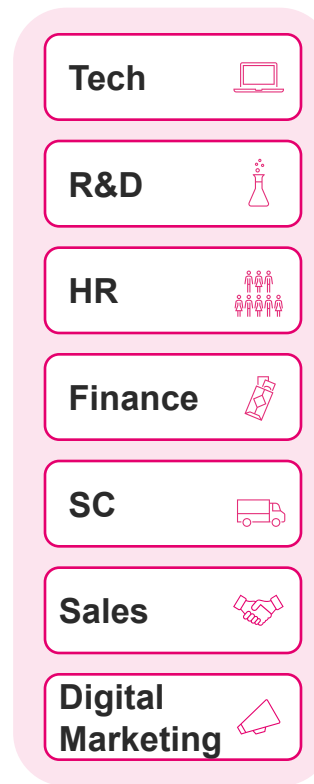 Tech
R&D
HR
Finance
SC
Sales
Digital
Marketing